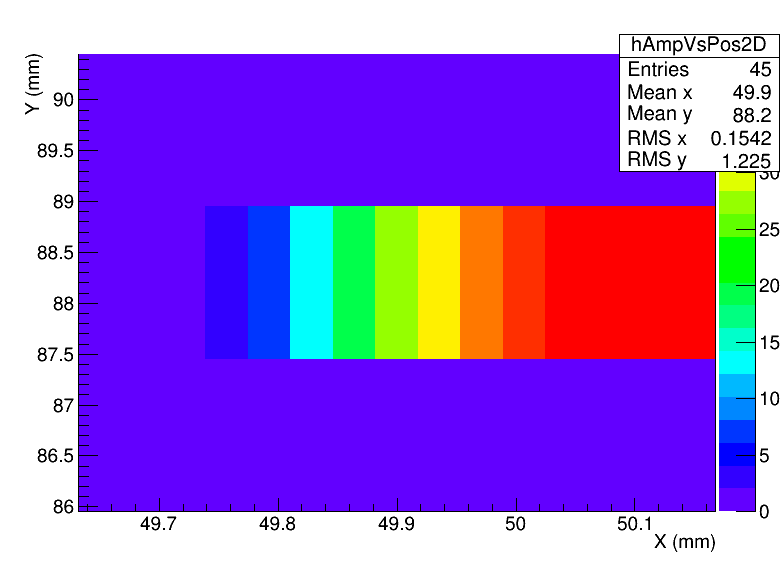 hAmpVsPos2D
Entries 45
Mean x 49.9
Mean y 88.2
RMS x 0.1542
RMS y 1.225
Y (mm)
90
89.5
89
88.5
88
87.5
87
86.5
86
30
25
20
15
10
5
0
49.7 49.8 49.9 50 50.1
X (mm)